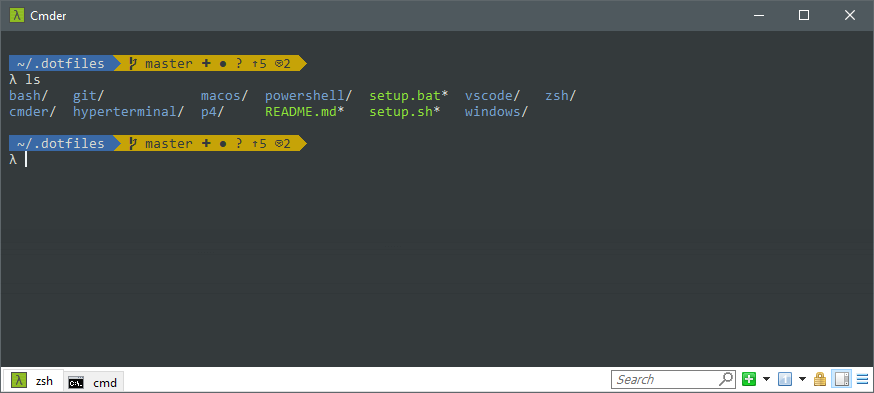 Cmder
~/.dotfiles master ✚ ● ? ↑5 ⍟2
λ ls
bash/ git/ macos/ powershell/ setup.bat* vscode/ zsh/
cmder/ hyperterminal/ p4/ README.md* setup.sh* windows/
~/.dotfiles master ✚ ● ? ↑5 ⍟2
λ
zsh cmd Search